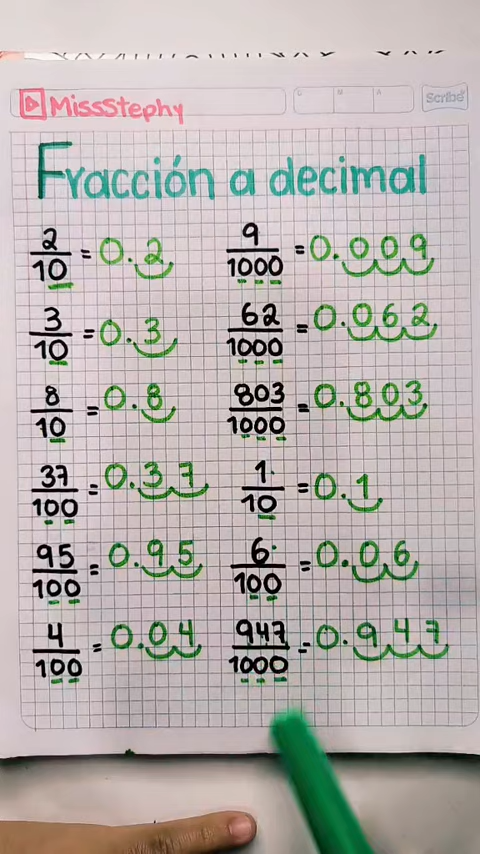 MissStephy
Scribe
Fracción a decimal
2/10 = 0.2
3/10 = 0.3
8/10 = 0.8
37/100 = 0.37
95/100 = 0.95
4/100 = 0.04
9/1000 = 0.009
62/1000 = 0.062
803/1000 = 0.803
1/10 = 0.1
6/100 = 0.06
947/1000 = 0.947